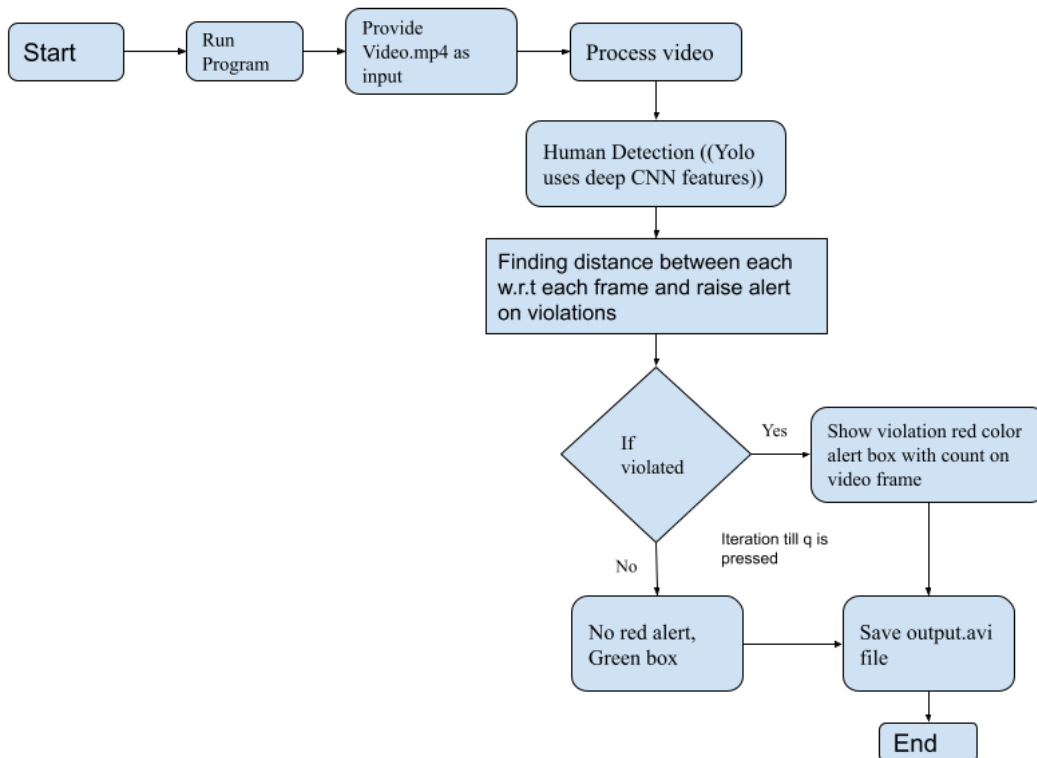 Start
Run
Program
Provide
Video.mp4 as
input
Process video
Human Detection ((Yolo
uses deep CNN features))
Finding distance between each
w.r.t each frame and raise alert
on violations
If
violated
Yes
Show violation red color
alert box with count on
video frame
Iteration till q is
pressed
No
No red alert,
Green box
Save output.avi
file
End